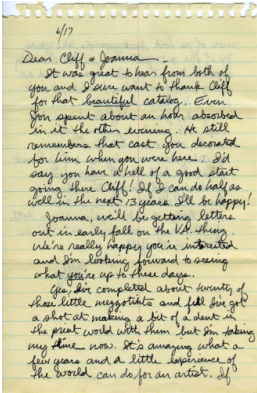 6/17
Dear Cliff & Joanna —
It was great to hear from both of
you and I sure want to thank Cliff
for that beautiful catalog. Even
Jon spent about an hour absorbed
in it the other evening. He still
remembers that cast you decorated
for him when you were here. I'd
say you have a hell of a good start
going there Cliff! If I can do half as
well in the next 13 years I'll be happy!
Joanna, we'll be getting letters
out in early fall on the VA thing.
We're really happy you're interested
and I'm looking forward to seeing
what you're up to these days.
Yes, I've completed about twenty of
those little mezzotints and feel I've got
a shot at making a bit of a dent in
the print world with them, but I'm taking
my time now. It's amazing what a
few years and a little experience of
the world can do for an artist. If